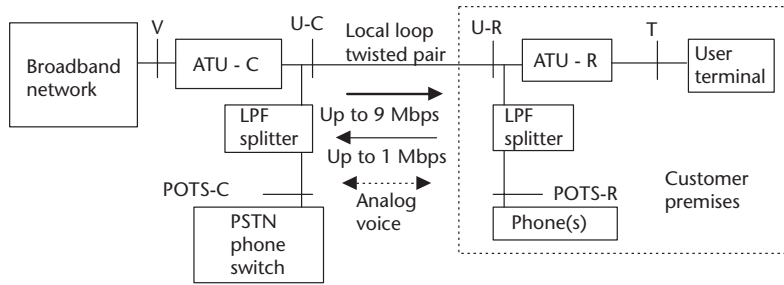 V
U-C
Local loop
twisted pair
U-R
T
Broadband
network
ATU - C
ATU - R
User
terminal
LPF
splitter
Up to 9 Mbps
Up to 1 Mbps
LPF
splitter
POTS-C
Analog
voice
POTS-R
Customer
premises
PSTN
phone
switch
Phone(s)